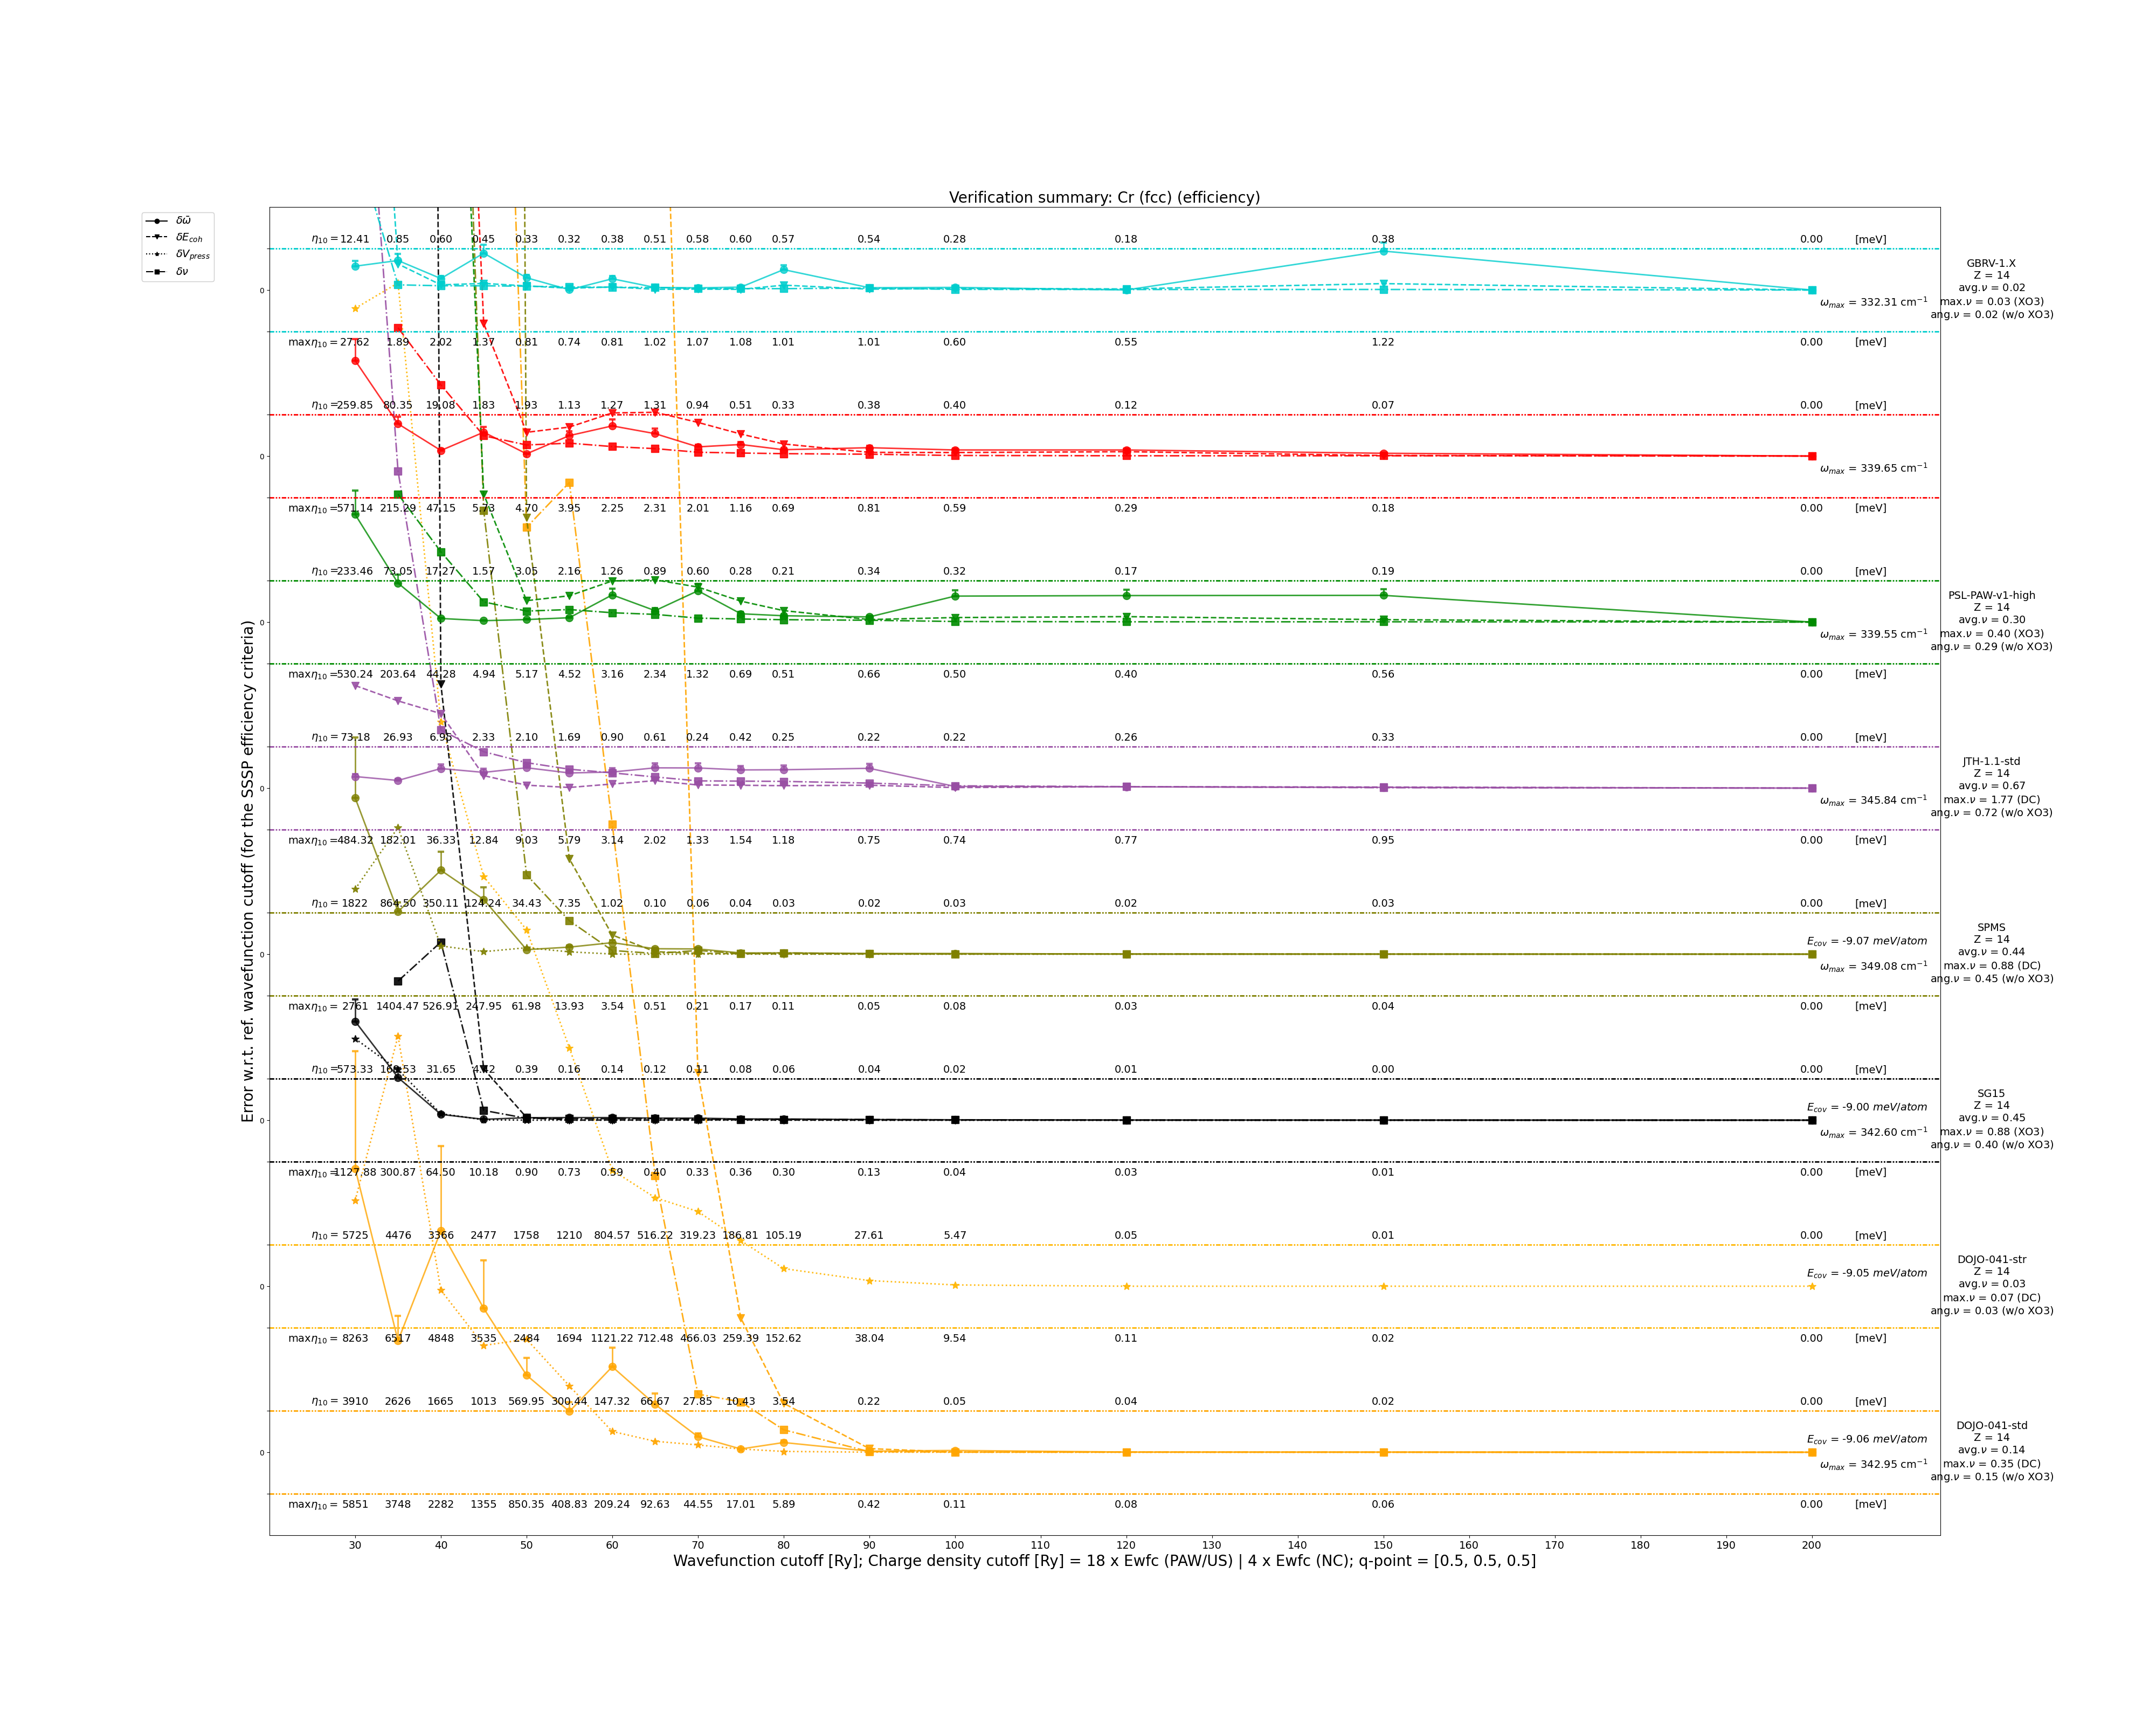 Verification summary: Cr (fcc) (efficiency)
δω̄
δE_coh
δV_press
δν
Error w.r.t. ref. wavefunction cutoff (for the SSSP efficiency criteria)
η₁₀ = 12.41 0.85 0.60 0.45 0.33 0.32 0.38 0.51 0.58 0.60 0.57 0.54 0.28 0.18 0.38 0.00 [meV]
GBRV-1.X
Z = 14
avg.ν = 0.02
max.ν = 0.03 (XO3)
ang.ν = 0.02 (w/o XO3)
0
ω_max = 332.31 cm⁻¹
maxη₁₀ = 27.62 1.89 2.02 1.37 0.81 0.74 0.81 1.02 1.07 1.08 1.01 1.01 0.60 0.55 1.22 0.00 [meV]
η₁₀ = 259.85 80.35 19.08 1.83 1.93 1.13 1.27 1.31 0.94 0.51 0.33 0.38 0.40 0.12 0.07 0.00 [meV]
0
ω_max = 339.65 cm⁻¹
maxη₁₀ = 571.14 215.29 47.15 5.73 4.70 3.95 2.25 2.31 2.01 1.16 0.69 0.81 0.59 0.29 0.18 0.00 [meV]
η₁₀ = 233.46 73.05 17.27 1.57 3.05 2.16 1.26 0.89 0.60 0.28 0.21 0.34 0.32 0.17 0.19 0.00 [meV]
PSL-PAW-v1-high
Z = 14
avg.ν = 0.30
max.ν = 0.40 (XO3)
ang.ν = 0.29 (w/o XO3)
0
ω_max = 339.55 cm⁻¹
maxη₁₀ = 530.24 203.64 44.28 4.94 5.17 4.52 3.16 2.34 1.32 0.69 0.51 0.66 0.50 0.40 0.56 0.00 [meV]
η₁₀ = 73.18 26.93 6.95 2.33 2.10 1.69 0.90 0.61 0.24 0.42 0.25 0.22 0.22 0.26 0.33 0.00 [meV]
JTH-1.1-std
Z = 14
avg.ν = 0.67
max.ν = 1.77 (DC)
ang.ν = 0.72 (w/o XO3)
0
ω_max = 345.84 cm⁻¹
maxη₁₀ = 484.32 182.01 36.33 12.84 9.03 5.79 3.14 2.02 1.33 1.54 1.18 0.75 0.74 0.77 0.95 0.00 [meV]
η₁₀ = 1822 864.50 350.11 124.24 34.43 7.35 1.02 0.10 0.06 0.04 0.03 0.02 0.03 0.02 0.03 0.00 [meV]
SPMS
Z = 14
avg.ν = 0.44
max.ν = 0.88 (DC)
ang.ν = 0.45 (w/o XO3)
0
E_cov = -9.07 meV/atom
ω_max = 349.08 cm⁻¹
maxη₁₀ = 2761 1404.47 526.91 247.95 61.98 13.93 3.54 0.51 0.21 0.17 0.11 0.05 0.08 0.03 0.04 0.00 [meV]
η₁₀ = 573.33 31.65 4.42 0.39 0.16 0.14 0.12 0.11 0.08 0.06 0.04 0.02 0.01 0.00 0.00 [meV]
SG15
Z = 14
avg.ν = 0.45
max.ν = 0.88 (XO3)
ang.ν = 0.40 (w/o XO3)
0
E_cov = -9.00 meV/atom
ω_max = 342.60 cm⁻¹
maxη₁₀ = 1127.88 300.87 64.50 10.18 0.90 0.73 0.59 0.40 0.33 0.36 0.30 0.13 0.04 0.03 0.01 0.00 [meV]
η₁₀ = 5725 4476 3366 2477 1758 1210 804.57 516.22 319.23 186.81 105.19 27.61 5.47 0.05 0.01 0.00 [meV]
DOJO-041-str
Z = 14
avg.ν = 0.03
max.ν = 0.07 (DC)
ang.ν = 0.03 (w/o XO3)
0
E_cov = -9.05 meV/atom
maxη₁₀ = 8263 6517 4848 3535 2484 1694 1121.22 712.48 466.03 259.39 152.62 38.04 9.54 0.11 0.02 0.00 [meV]
η₁₀ = 3910 2626 1665 1013 569.95 300.44 147.32 66.67 27.85 10.43 3.54 0.22 0.05 0.04 0.02 0.00 [meV]
DOJO-041-std
Z = 14
avg.ν = 0.14
max.ν = 0.35 (DC)
ang.ν = 0.15 (w/o XO3)
0
E_cov = -9.06 meV/atom
ω_max = 342.95 cm⁻¹
maxη₁₀ = 5851 3748 2282 1355 850.35 408.83 209.24 92.63 44.55 17.01 5.89 0.42 0.11 0.08 0.06 0.00 [meV]
30 40 50 60 70 80 90 100 110 120 130 140 150 160 170 180 190 200
Wavefunction cutoff [Ry]; Charge density cutoff [Ry] = 18 x Ewfc (PAW/US) | 4 x Ewfc (NC); q-point = [0.5, 0.5, 0.5]